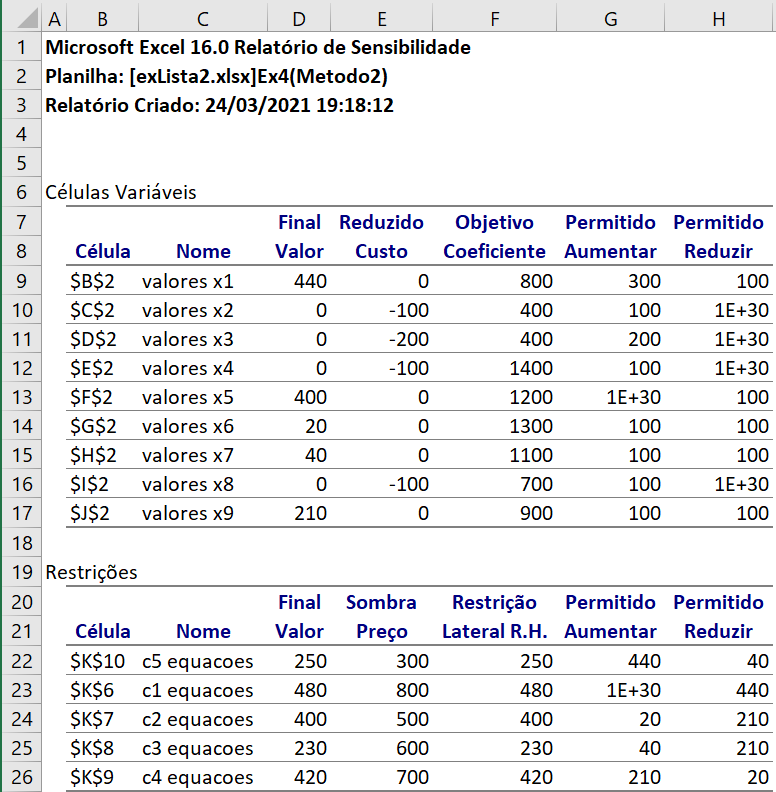 A B C D E F G H
1 Microsoft Excel 16.0 Relatório de Sensibilidade
2 Planilha: [exLista2.xlsx]Ex4(Metodo2)
3 Relatório Criado: 24/03/2021 19:18:12
4
5
6 Células Variáveis
7 Final Reduzido Objetivo Permitido Permitido
8 Célula Nome Valor Custo Coeficiente Aumentar Reduzir
9 $B$2 valores x1 440 0 800 300 100
10 $C$2 valores x2 0 -100 400 100 1E+30
11 $D$2 valores x3 0 -200 400 200 1E+30
12 $E$2 valores x4 0 -100 1400 100 1E+30
13 $F$2 valores x5 400 0 1200 1E+30 100
14 $G$2 valores x6 20 0 1300 100 100
15 $H$2 valores x7 40 0 1100 100 100
16 $I$2 valores x8 0 -100 700 100 1E+30
17 $J$2 valores x9 210 0 900 100 100
18
19 Restrições
20 Final Sombra Restrição Permitido Permitido
21 Célula Nome Valor Preço Lateral R.H. Aumentar Reduzir
22 $K$10 c5 equacoes 250 300 250 440 40
23 $K$6 c1 equacoes 480 800 480 1E+30 440
24 $K$7 c2 equacoes 400 500 400 20 210
25 $K$8 c3 equacoes 230 600 230 40 210
26 $K$9 c4 equacoes 420 700 420 210 20